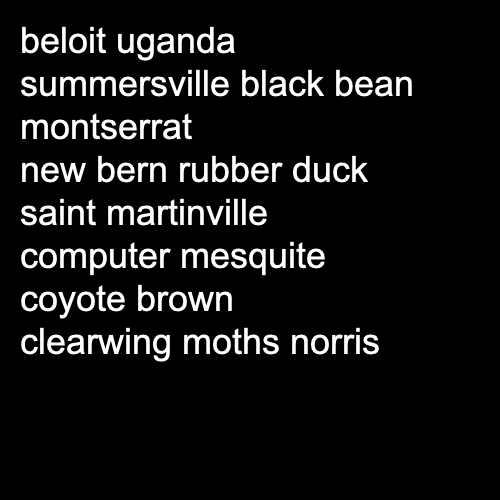 beloit uganda
summersville black bean
montserrat
new bern rubber duck
saint martinville
computer mesquite
coyote brown
clearwing moths norris